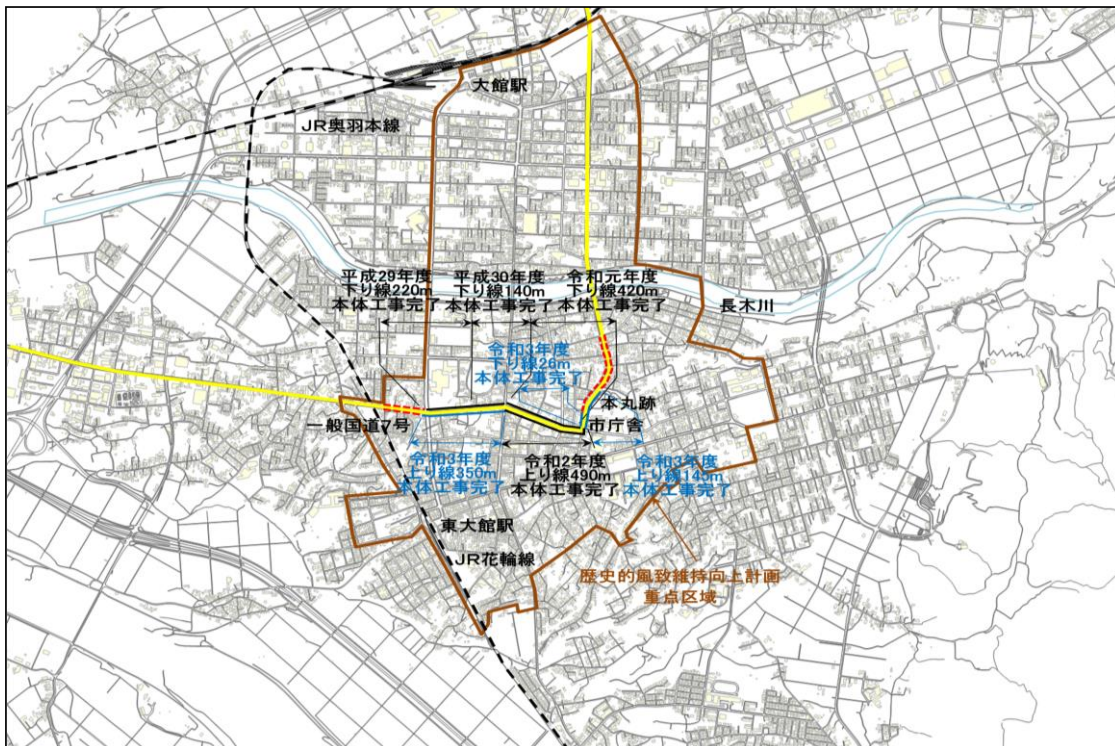 大館駅
JR奥羽本線
平成29年度
下り線220m
本体工事完了
平成30年度
下り線140m
本体工事完了
令和元年度
下り線420m
本体工事完了
長木川
令和3年度
下り線26m
本体工事完了
本丸跡
一般国道7号
市庁舎
令和3年度
上り線350m
本体工事完了
令和2年度
上り線490m
本体工事完了
令和3年度
上り線145m
本体工事完了
東大館駅
JR花輪線
歴史的風致維持向上計画
重点区域